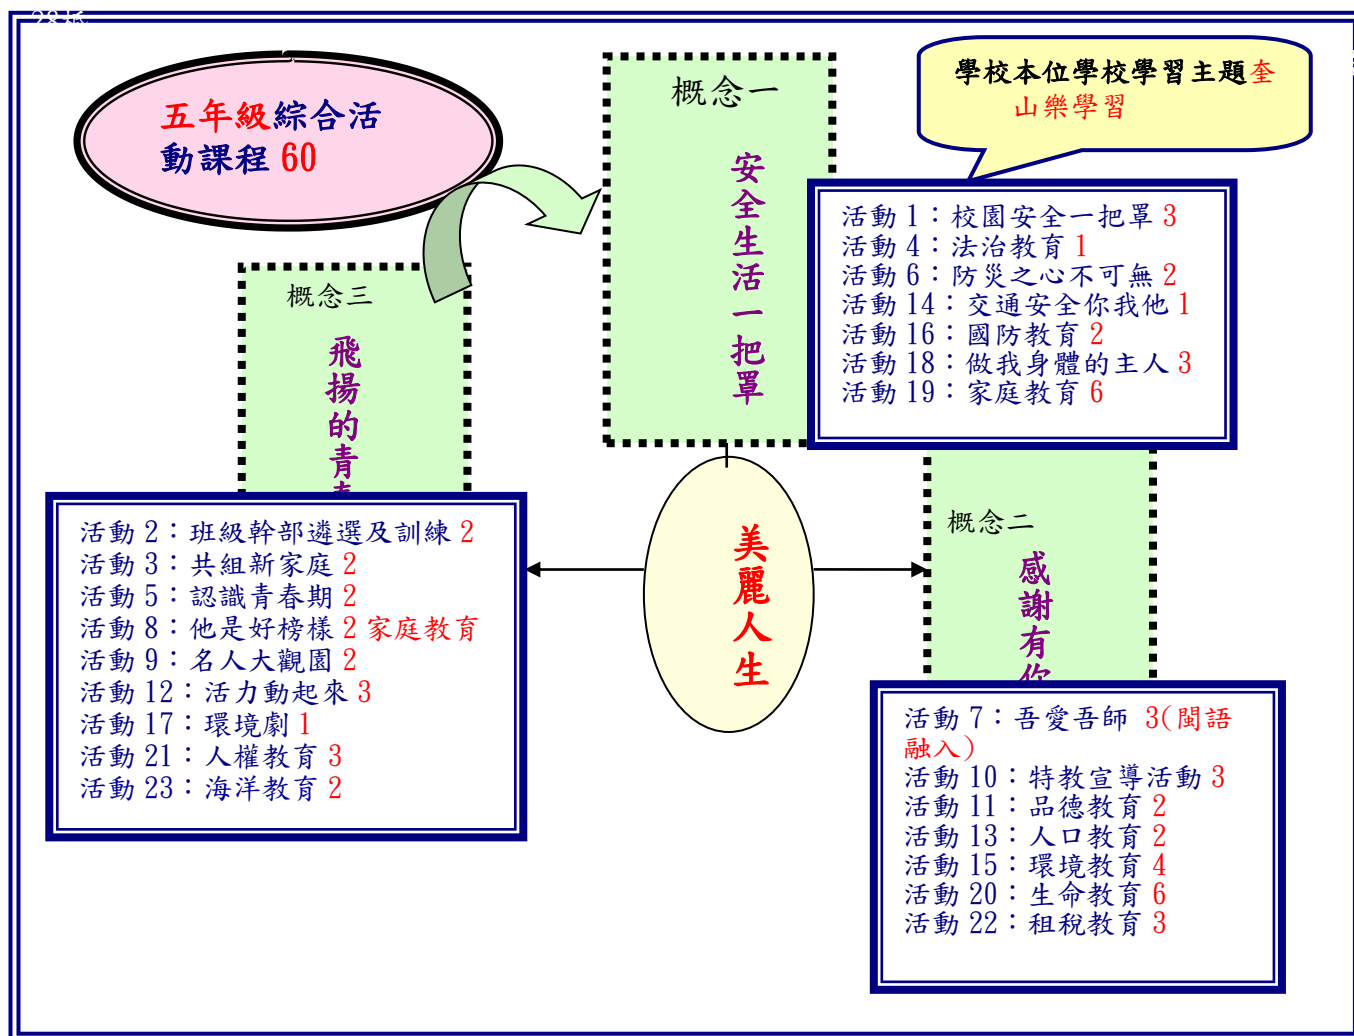 五年級綜合活
動課程 60
概念一
安全生活一把罩
學校本位學校學習主題奎
山樂學習
活動 1：校園安全一把罩 3
活動 4：法治教育 1
活動 6：防災之心不可無 2
活動 14：交通安全你我他 1
活動 16：國防教育 2
活動 18：做我身體的主人 3
活動 19：家庭教育 6
概念三
飛揚的青
活動 2：班級幹部遴選及訓練 2
活動 3：共組新家庭 2
活動 5：認識青春期 2
活動 8：他是好榜樣 2 家庭教育
活動 9：名人大觀園 2
活動 12：活力動起來 3
活動 17：環境劇 1
活動 21：人權教育 3
活動 23：海洋教育 2
美麗人生
概念二
感謝有你
活動 7：吾愛吾師 3(閩語
融入)
活動 10：特教宣導活動 3
活動 11：品德教育 2
活動 13：人口教育 2
活動 15：環境教育 4
活動 20：生命教育 6
活動 22：租稅教育 3